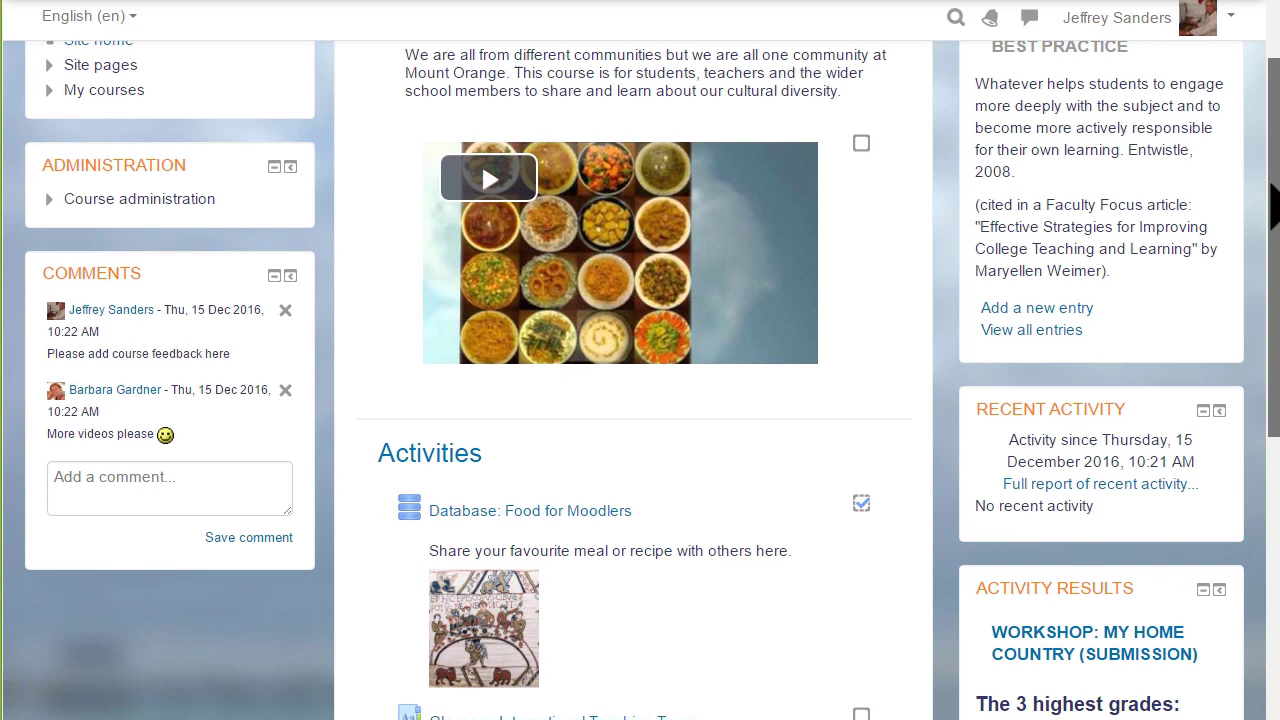 English (en)
Jeffrey Sanders
Site home
Site pages
My courses
ADMINISTRATION
Course administration
COMMENTS
Jeffrey Sanders - Thu, 15 Dec 2016,
10:22 AM
Please add course feedback here
Barbara Gardner - Thu, 15 Dec 2016,
10:22 AM
More videos please
Add a comment...
Save comment
We are all from different communities but we are all one community at
Mount Orange. This course is for students, teachers and the wider
school members to share and learn about our cultural diversity.
Activities
Database: Food for Moodlers
Share your favourite meal or recipe with others here.
BEST PRACTICE
Whatever helps students to engage
more deeply with the subject and to
become more actively responsible
for their own learning. Entwistle,
2008.
(cited in a Faculty Focus article:
"Effective Strategies for Improving
College Teaching and Learning" by
Maryellen Weimer).
Add a new entry
View all entries
RECENT ACTIVITY
Activity since Thursday, 15
December 2016, 10:21 AM
Full report of recent activity...
No recent activity
ACTIVITY RESULTS
WORKSHOP: MY HOME
COUNTRY (SUBMISSION)
The 3 highest grades: